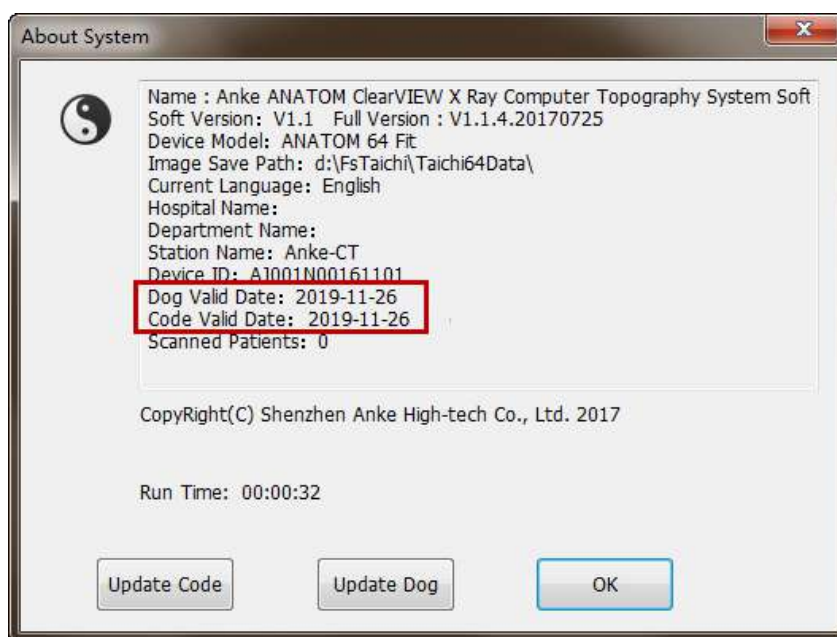 About System
Name : Anke ANATOM ClearVIEW X Ray Computer Topography System Soft
Soft Version: V1.1 Full Version : V1.1.4.20170725
Device Model: ANATOM 64 Fit
Image Save Path: d:\FsTaichi\Taichi64Data\
Current Language: English
Hospital Name:
Department Name:
Station Name: Anke-CT
Device ID: AJ001N00161101
Dog Valid Date: 2019-11-26
Code Valid Date: 2019-11-26
Scanned Patients: 0
CopyRight(C) Shenzhen Anke High-tech Co., Ltd. 2017
Run Time: 00:00:32
Update Code
Update Dog
OK